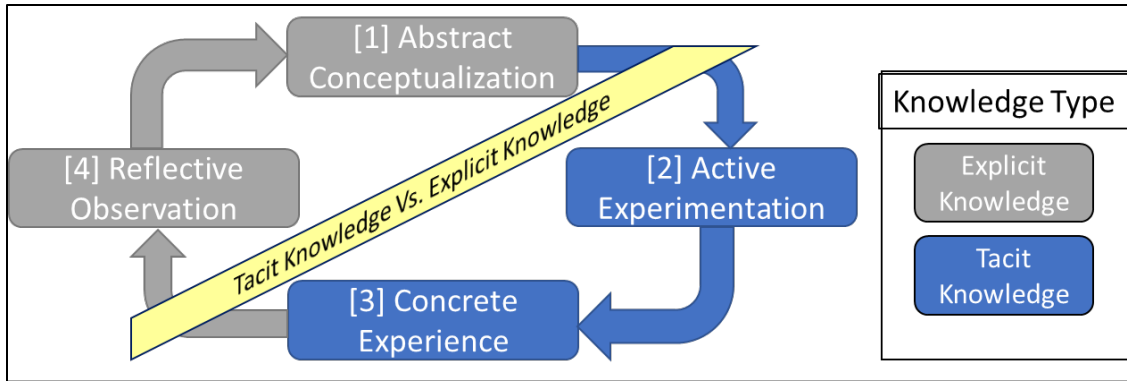 [1] Abstract
Conceptualization
[4] Reflective
Observation
Tacit Knowledge Vs. Explicit Knowledge
[2] Active
Experimentation
[3] Concrete
Experience
Knowledge Type
Explicit
Knowledge
Tacit
Knowledge